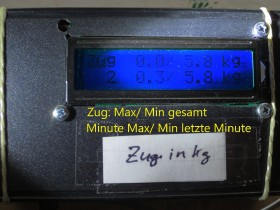 Zug 0.0/ 5.8 kg
2 0.3/ 5.8 kg
Zug: Max/ Min gesamt
Minute Max/ Min letzte Minute
Zug in kg